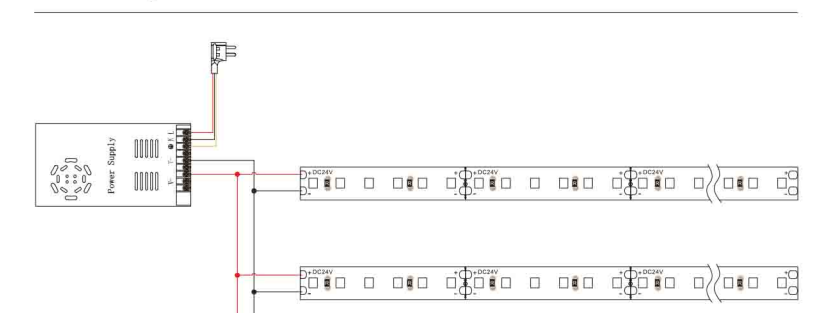 Power Supply
L
N
V-
V-
+ DC24V
-
+
-
+ DC24V
-
+
-
+ DC24V
-
+
-
+ DC24V
-
+
-
+ DC24V
-
+
-
+ DC24V
-
+
-